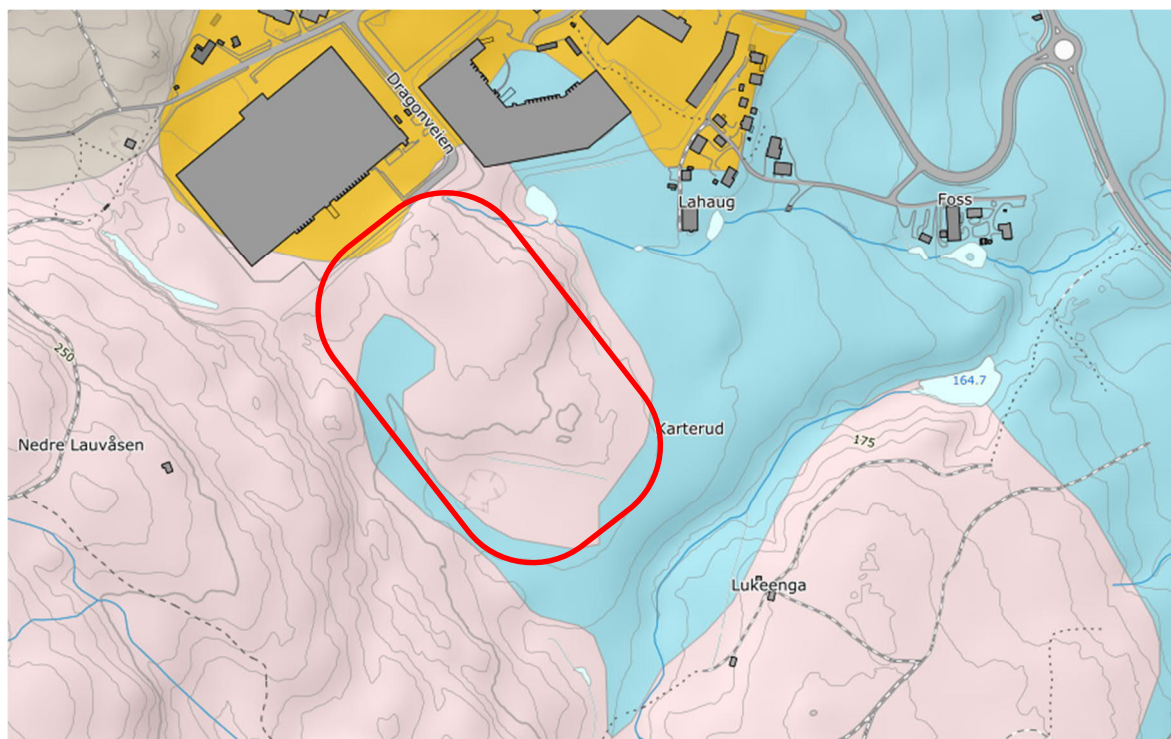 Dragonveien
Lahaug
Foss
250
164.7
Karterud
175
Nedre Lauvåsen
Lukeenga